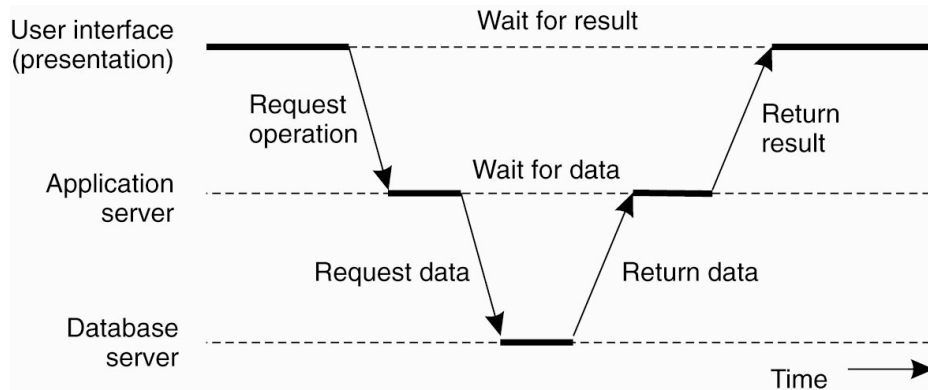 User interface
(presentation)
Wait for result
Request
operation
Return
result
Application
server
Wait for data
Request data
Return data
Database
server
Time